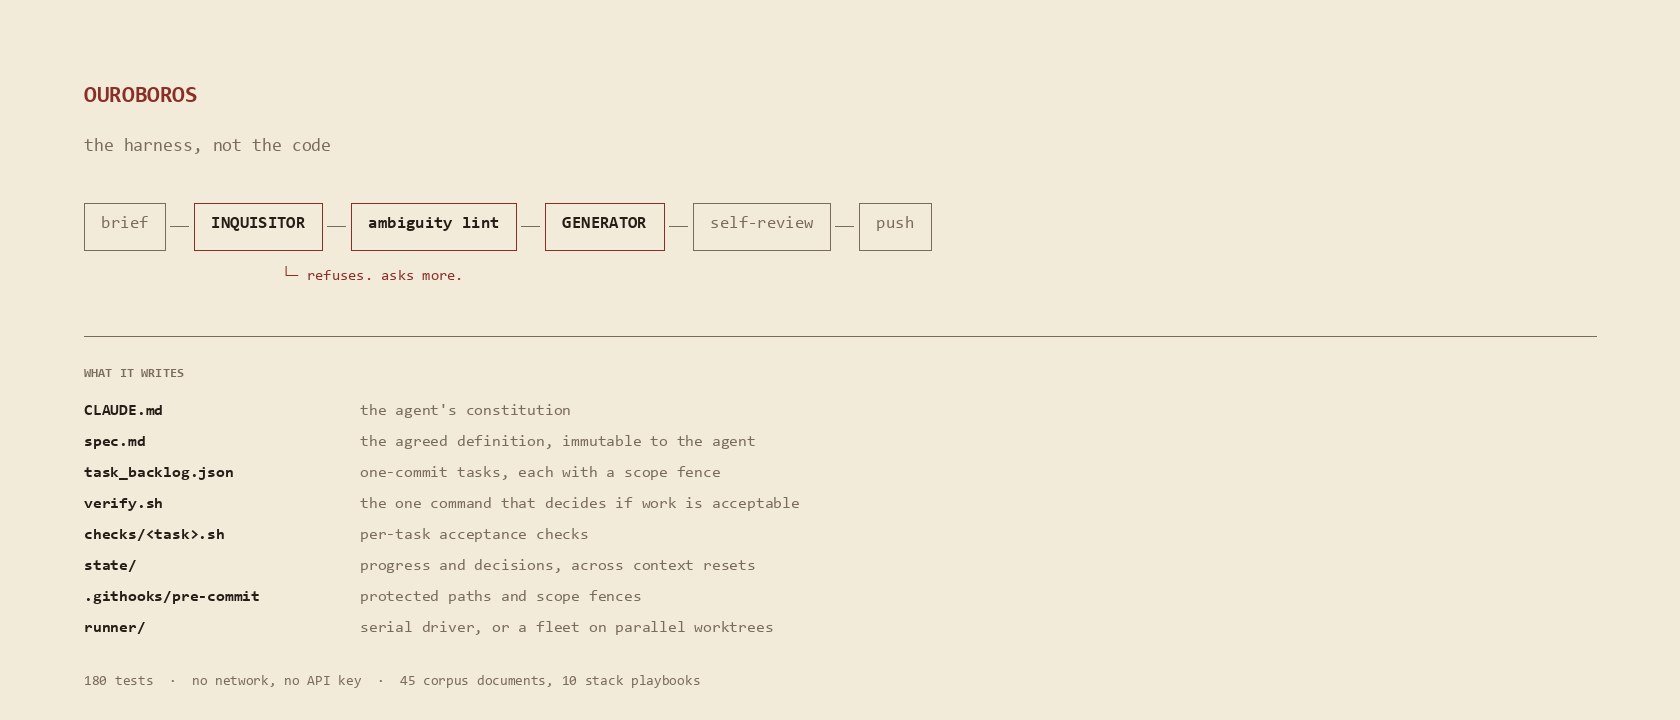 OUROBOROS
the harness, not the code
brief — INQUISITOR — ambiguity lint — GENERATOR — self-review — push
└─ refuses. asks more.
WHAT IT WRITES
CLAUDE.md the agent's constitution
spec.md the agreed definition, immutable to the agent
task_backlog.json one-commit tasks, each with a scope fence
verify.sh the one command that decides if work is acceptable
checks/<task>.sh per-task acceptance checks
state/ progress and decisions, across context resets
.githooks/pre-commit protected paths and scope fences
runner/ serial driver, or a fleet on parallel worktrees
180 tests · no network, no API key · 45 corpus documents, 10 stack playbooks